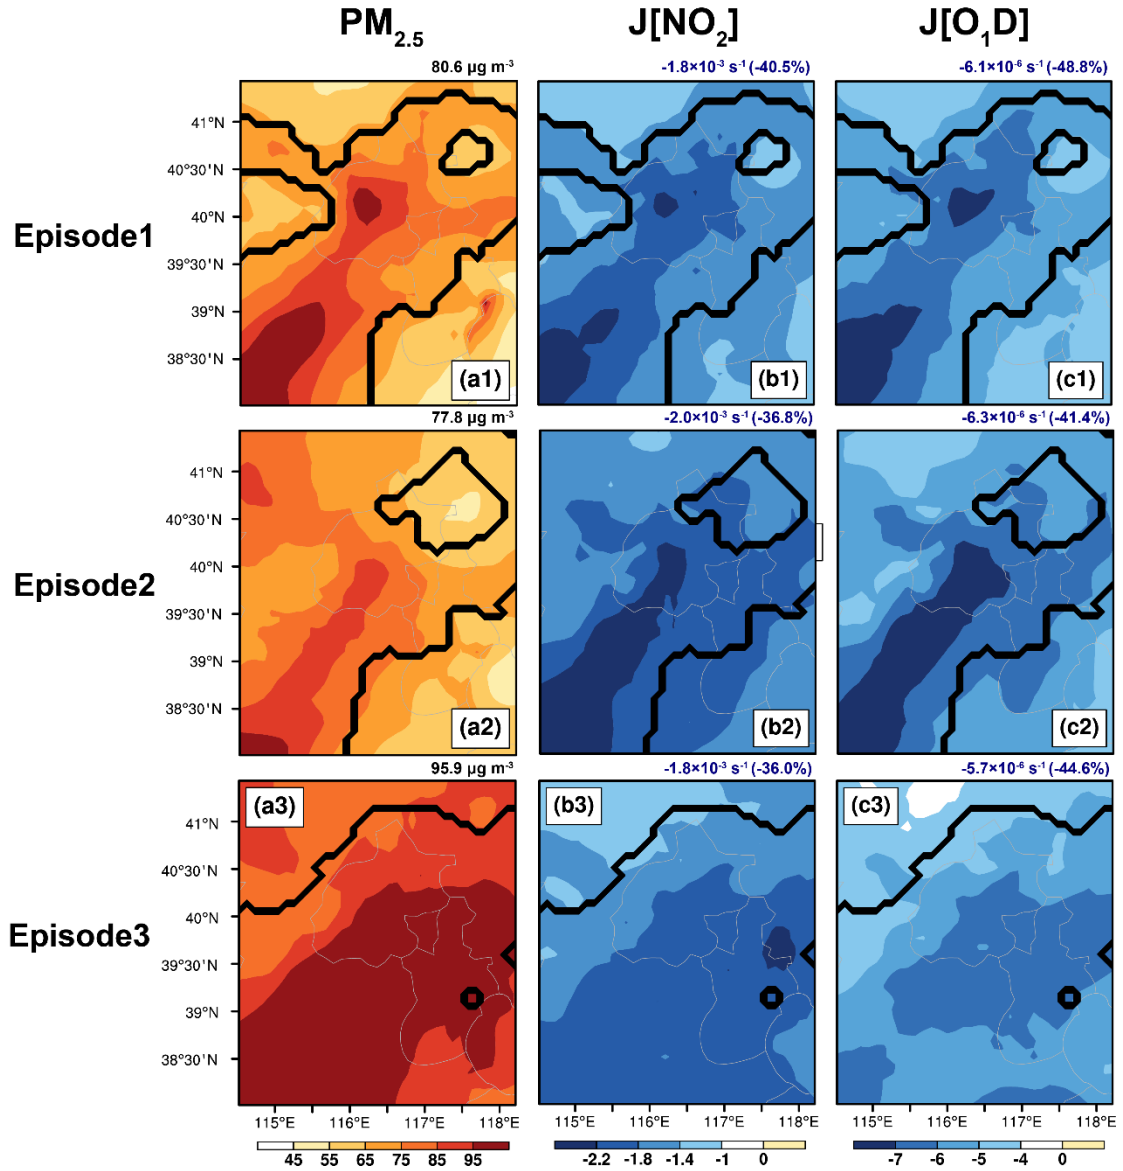 PM₂.₅ J[NO₂] J[O₁D]
80.6 µg m⁻³ -1.8×10⁻³ s⁻¹ (-40.5%) -6.1×10⁻⁶ s⁻¹ (-48.8%)
Episode1
41°N
40°30'N
40°N
39°30'N
39°N
38°30'N
(a1) (b1) (c1)
77.8 µg m⁻³ -2.0×10⁻³ s⁻¹ (-36.8%) -6.3×10⁻⁶ s⁻¹ (-41.4%)
Episode2
41°N
40°30'N
40°N
39°30'N
39°N
38°30'N
(a2) (b2) (c2)
95.9 µg m⁻³ -1.8×10⁻³ s⁻¹ (-36.0%) -5.7×10⁻⁶ s⁻¹ (-44.6%)
(a3) (b3) (c3)
Episode3
41°N
40°30'N
40°N
39°30'N
39°N
38°30'N
115°E 116°E 117°E 118°E 115°E 116°E 117°E 118°E 115°E 116°E 117°E 118°E
45 55 65 75 85 95 -2.2 -1.8 -1.4 -1 0 -7 -6 -5 -4 0